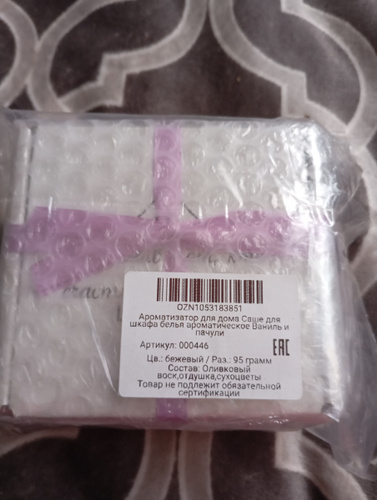 OZN1053183851
Ароматизатор для дома Саше для
шкафа белья ароматическое Ваниль и
пачули
Артикул: 000446
EAC
Цв.: бежевый / Раз.: 95 грамм
Состав: Оливковый
воск,отдушка,сухоцветы
Товар не подлежит обязательной
сертификации